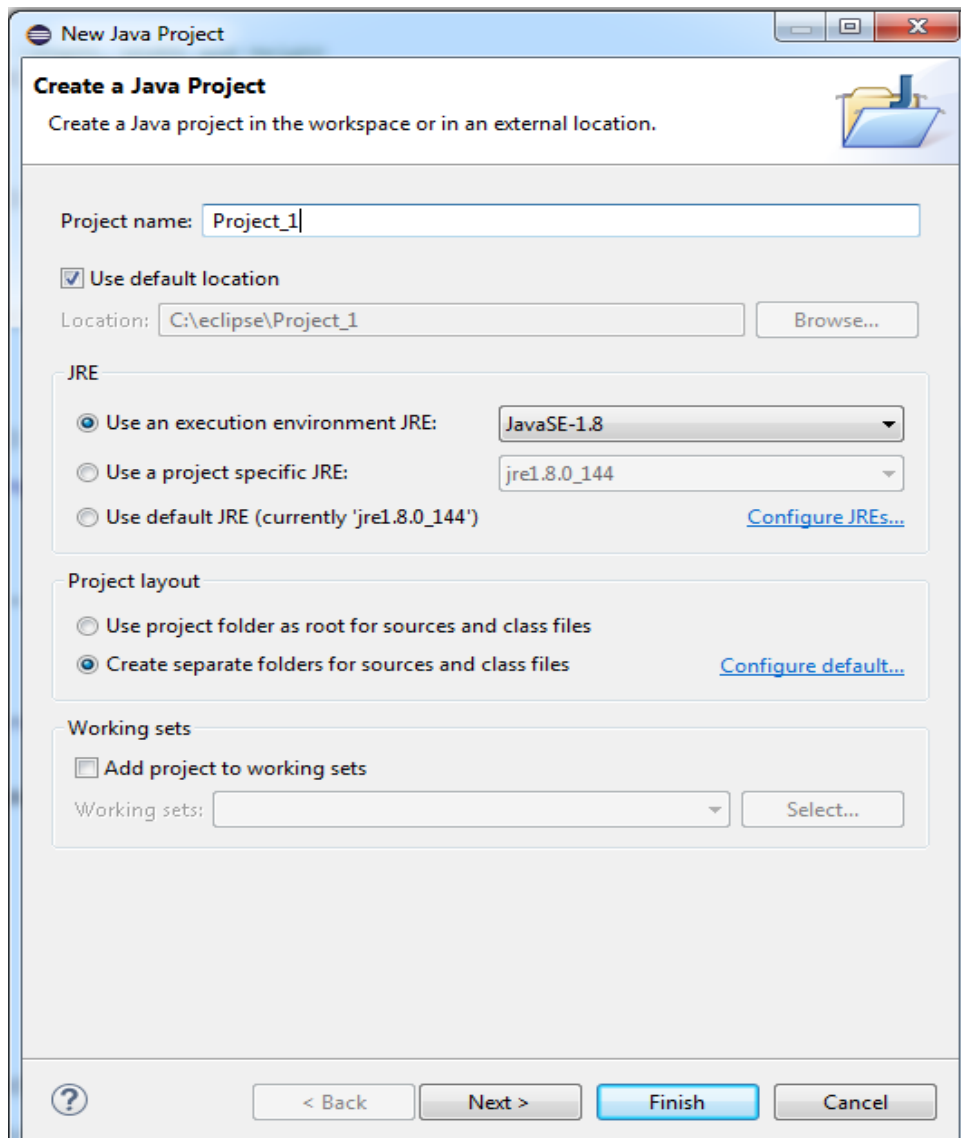 New Java Project
Create a Java Project
Create a Java project in the workspace or in an external location.
Project name: Project_1
Use default location
Location: C:\eclipse\Project_1 Browse...
JRE
Use an execution environment JRE: JavaSE-1.8
Use a project specific JRE: jre1.8.0_144
Use default JRE (currently 'jre1.8.0_144') Configure JREs...
Project layout
Use project folder as root for sources and class files
Create separate folders for sources and class files Configure default...
Working sets
Add project to working sets
Working sets: Select...
? < Back Next > Finish Cancel